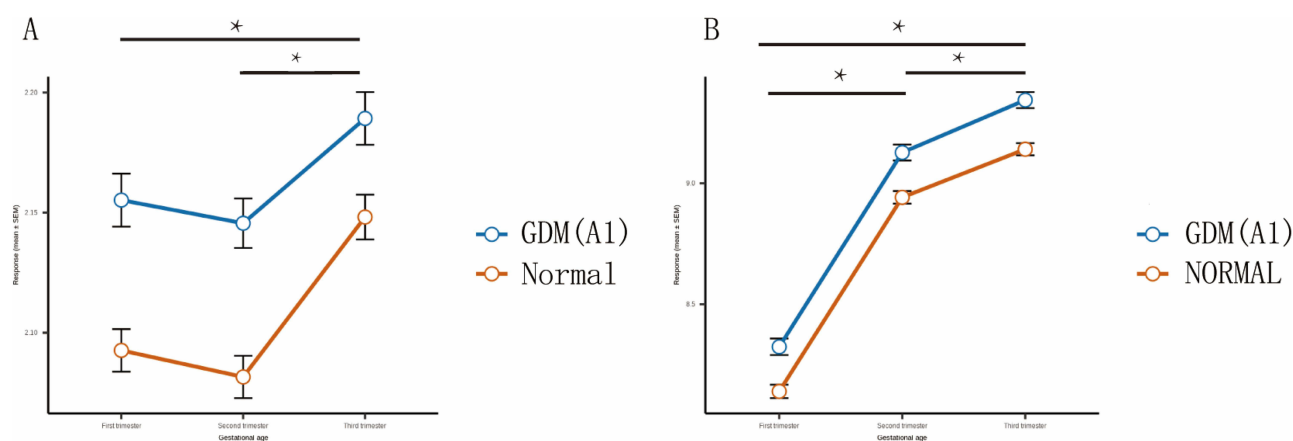 A
*
*
2.20
2.15
2.10
Response (mean ± SEM)
First trimester
Second trimester
Third trimester
Gestational age
GDM(A1)
Normal
B
*
*
*
9.0
8.5
Response (mean ± SEM)
First trimester
Second trimester
Third trimester
Gestational age
GDM(A1)
NORMAL